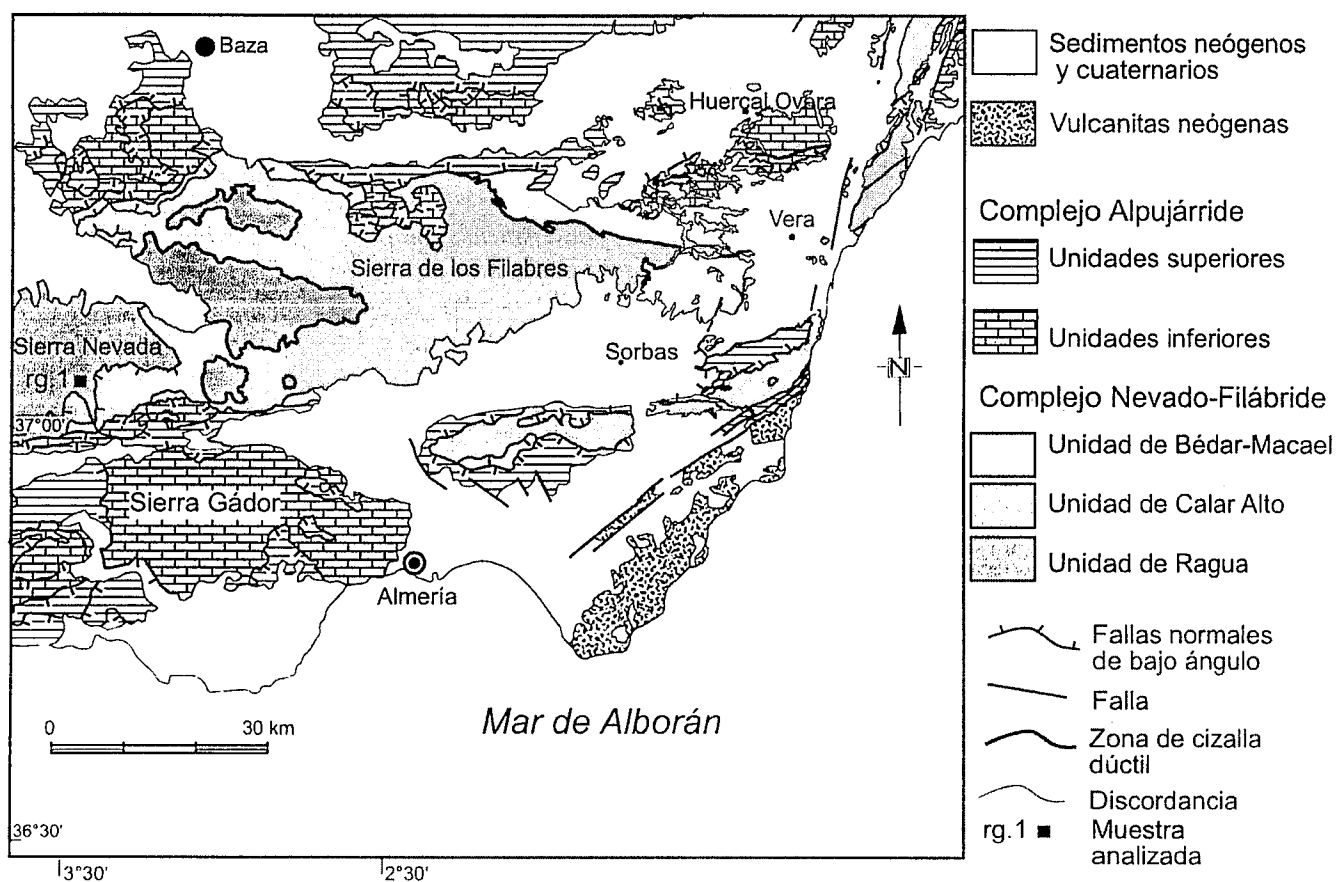 Baza
Huercal Overa
Vera
Sierra de los Filabres
Sierra Nevada
rg.1
Sorbas
37°00'
Sierra Gádor
Almería
Mar de Alborán
0 30 km
36°30'
3°30'
2°30'
N
Sedimentos neógenos
y cuaternarios
Vulcanitas neógenas
Complejo Alpujárride
Unidades superiores
Unidades inferiores
Complejo Nevado-Filábride
Unidad de Bédar-Macael
Unidad de Calar Alto
Unidad de Ragua
Fallas normales
de bajo ángulo
Falla
Zona de cizalla
dúctil
Discordancia
rg.1 Muestra
analizada